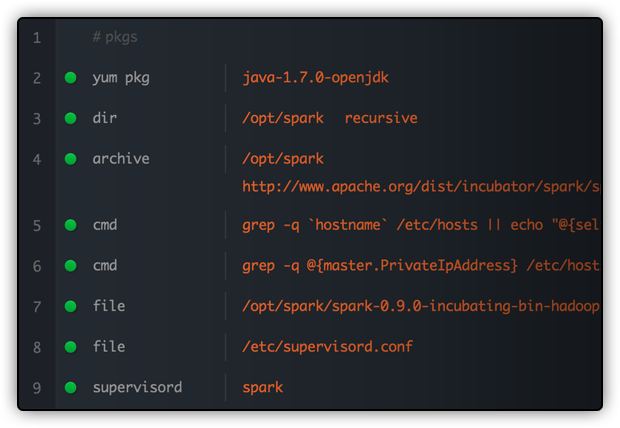 1 # pkgs
2 yum pkg java-1.7.0-openjdk
3 dir /opt/spark recursive
4 archive /opt/spark
http://www.apache.org/dist/incubator/spark/sp
5 cmd grep -q `hostname` /etc/hosts || echo "@{sel
6 cmd grep -q @{master.PrivateIpAddress} /etc/host
7 file /opt/spark/spark-0.9.0-incubating-bin-hadoop
8 file /etc/supervisord.conf
9 supervisord spark